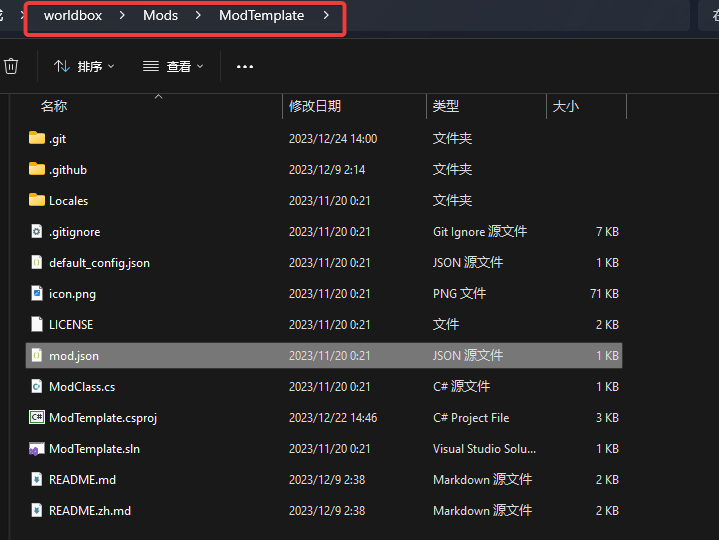 worldbox > Mods > ModTemplate >
排序 查看 •••
名称 修改日期 类型 大小
.git 2023/12/24 14:00 文件夹
.github 2023/12/9 2:14 文件夹
Locales 2023/11/20 0:21 文件夹
.gitignore 2023/11/20 0:21 Git Ignore 源文件 7 KB
default_config.json 2023/11/20 0:21 JSON 源文件 1 KB
icon.png 2023/11/20 0:21 PNG 文件 71 KB
LICENSE 2023/11/20 0:21 文件 2 KB
mod.json 2023/11/20 0:21 JSON 源文件 1 KB
ModClass.cs 2023/11/20 0:21 C# 源文件 1 KB
ModTemplate.csproj 2023/12/22 14:46 C# Project File 3 KB
ModTemplate.sln 2023/11/20 0:21 Visual Studio Solu... 1 KB
README.md 2023/12/9 2:38 Markdown 源文件 2 KB
README.zh.md 2023/12/9 2:38 Markdown 源文件 2 KB